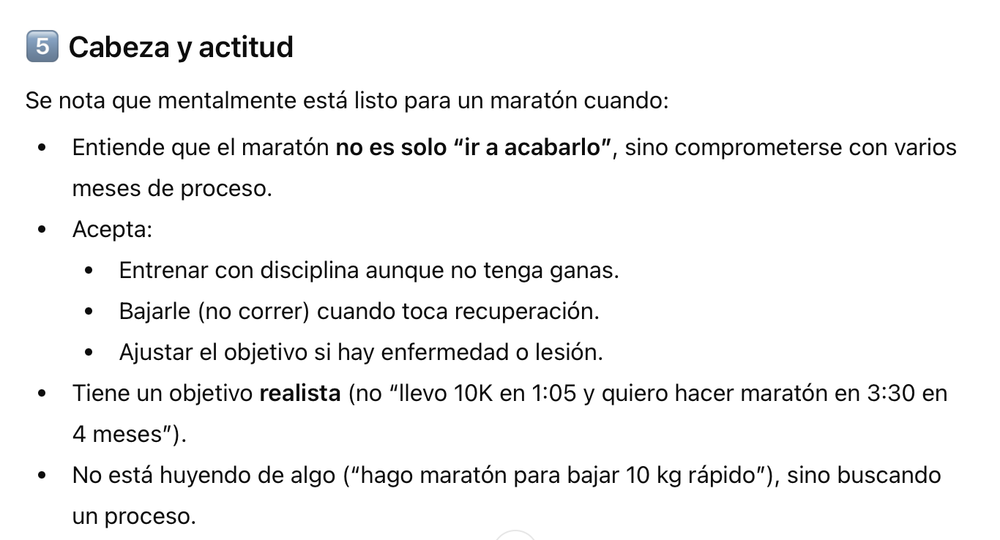 5 Cabeza y actitud
Se nota que mentalmente está listo para un maratón cuando:
• Entiende que el maratón no es solo “ir a acabarlo”, sino comprometerse con varios
meses de proceso.
• Acepta:
• Entrenar con disciplina aunque no tenga ganas.
• Bajarle (no correr) cuando toca recuperación.
• Ajustar el objetivo si hay enfermedad o lesión.
• Tiene un objetivo realista (no “llevo 10K en 1:05 y quiero hacer maratón en 3:30 en
4 meses”).
• No está huyendo de algo (“hago maratón para bajar 10 kg rápido”), sino buscando
un proceso.